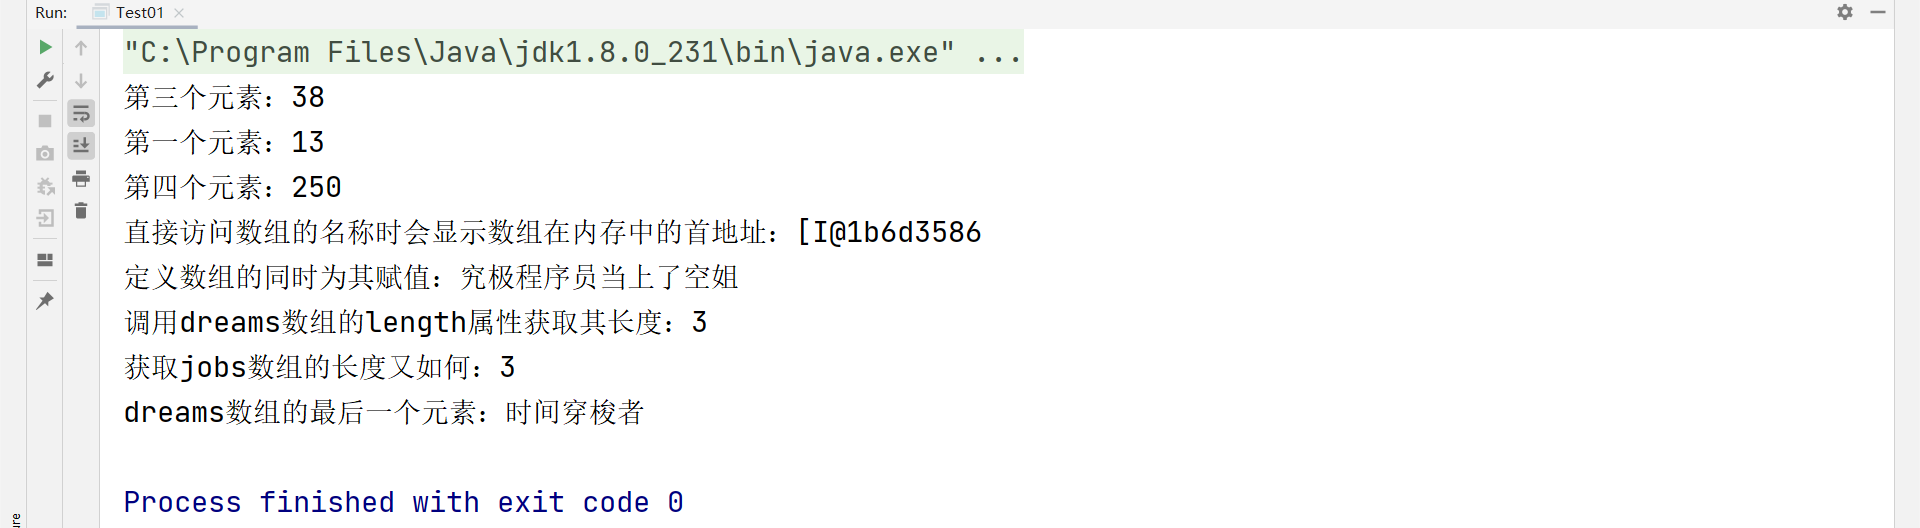 Run: Test01
"C:\Program Files\Java\jdk1.8.0_231\bin\java.exe" ...
第三个元素：38
第一个元素：13
第四个元素：250
直接访问数组的名称时会显示数组在内存中的首地址：[I@1b6d3586
定义数组的同时为其赋值：究极程序员当上了空姐
调用dreams数组的length属性获取其长度：3
获取jobs数组的长度又如何：3
dreams数组的最后一个元素：时间穿梭者
Process finished with exit code 0